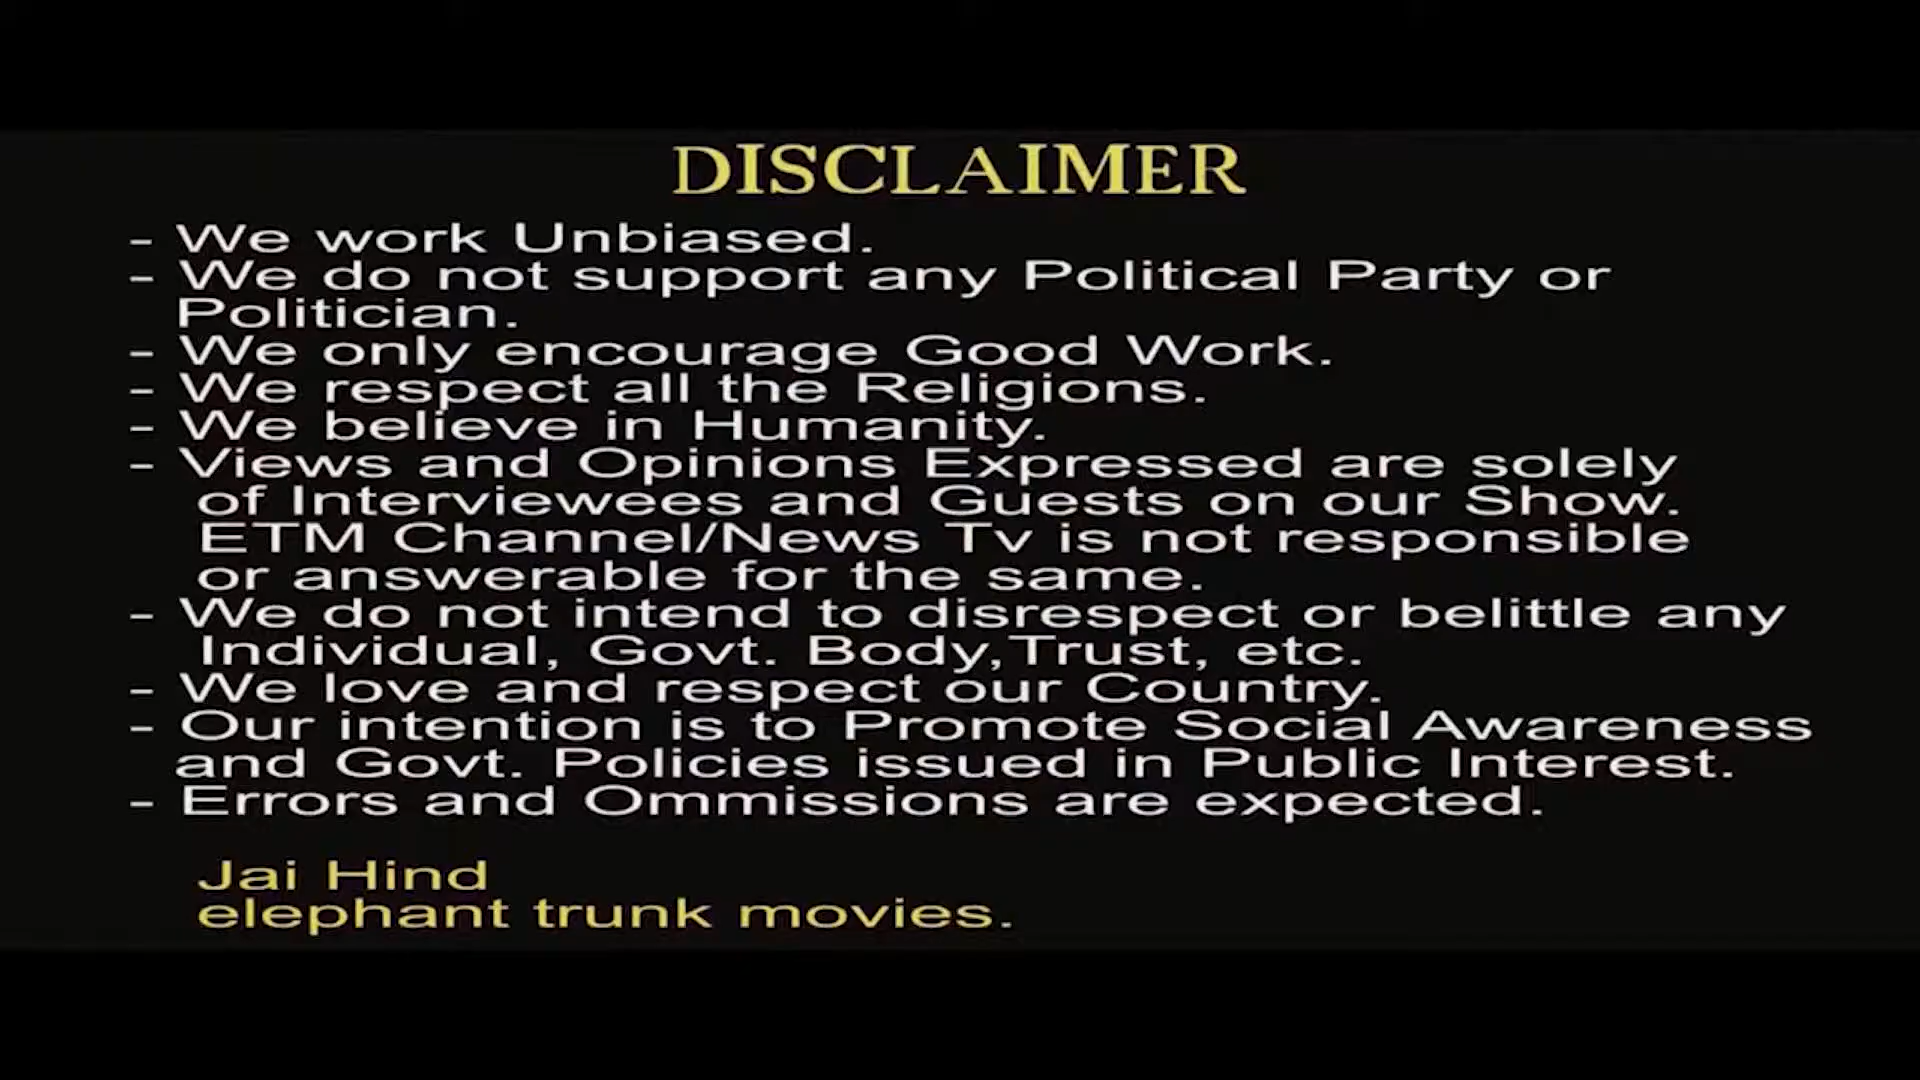 DISCLAIMER
- We work Unbiased.
- We do not support any Political Party or
Politician.
- We only encourage Good Work.
- We respect all the Religions.
- We believe in Humanity.
- Views and Opinions Expressed are solely
of Interviewees and Guests on our Show.
ETM Channel/News Tv is not responsible
or answerable for the same.
- We do not intend to disrespect or belittle any
Individual, Govt. Body,Trust, etc.
- We love and respect our Country.
- Our intention is to Promote Social Awareness
and Govt. Policies issued in Public Interest.
- Errors and Ommissions are expected.
Jai Hind
elephant trunk movies.